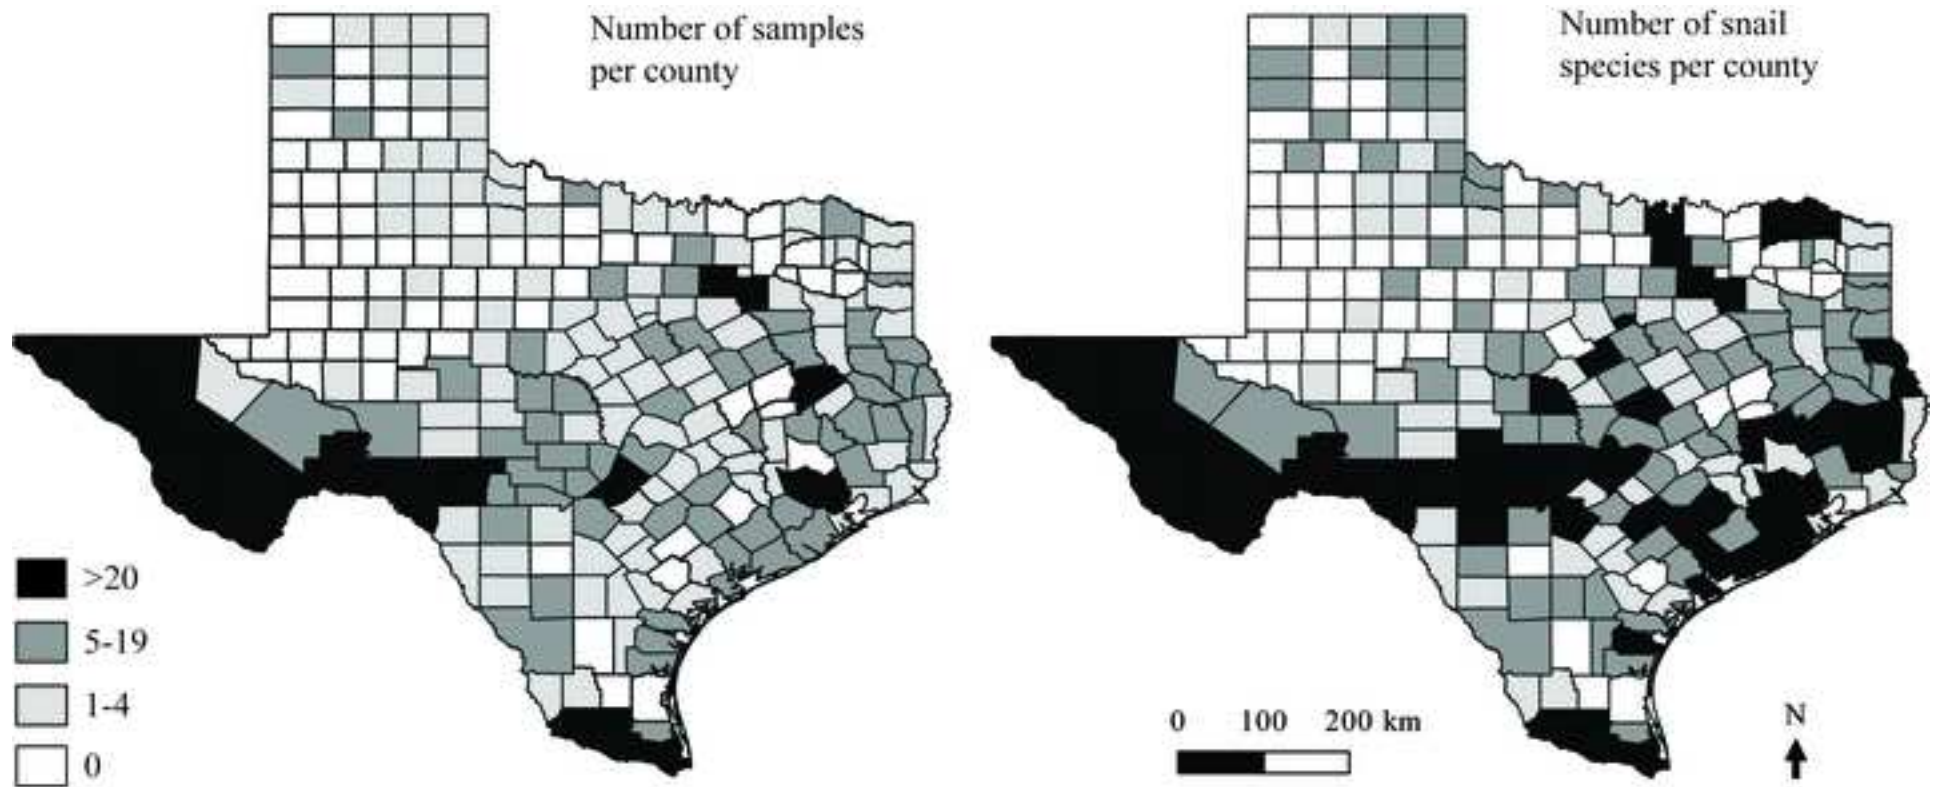 Number of samples
per county
Number of snail
species per county
>20
5-19
1-4
0
0 100 200 km
N